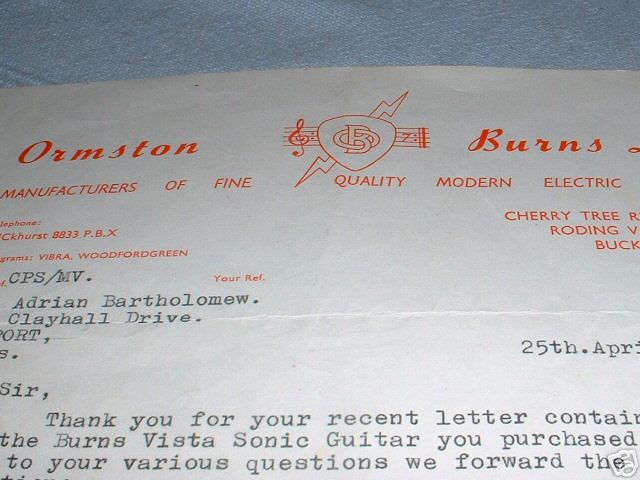 Ormston Burns
MANUFACTURERS OF FINE QUALITY MODERN ELECTRIC
CHERRY TREE R
elephone: RODING V
CKhurst 8833 P.B.X BUCK
grams: VIBRA, WOODFORDGREEN
ef. CPS/MV. Your Ref.
Adrian Bartholomew.
Clayhall Drive.
PORT,
s. 25th.Apri
Sir,
Thank you for your recent letter contain
the Burns Vista Sonic Guitar you purchased
to your various questions we forward the